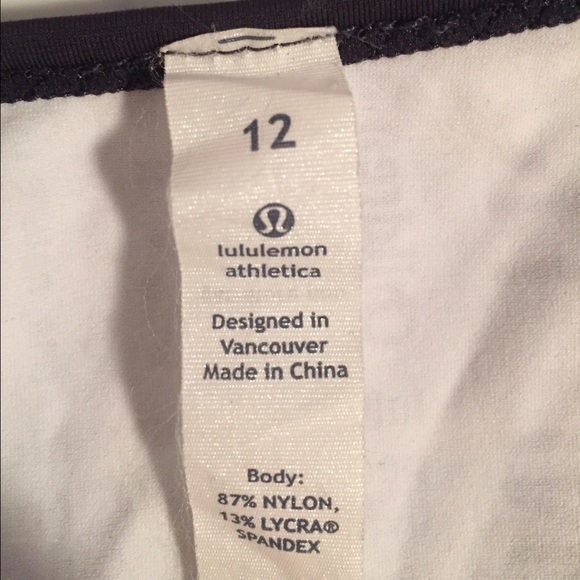 12
lululemon
athletica
Designed in
Vancouver
Made in China
Body:
87% NYLON,
13% LYCRA®
SPANDEX